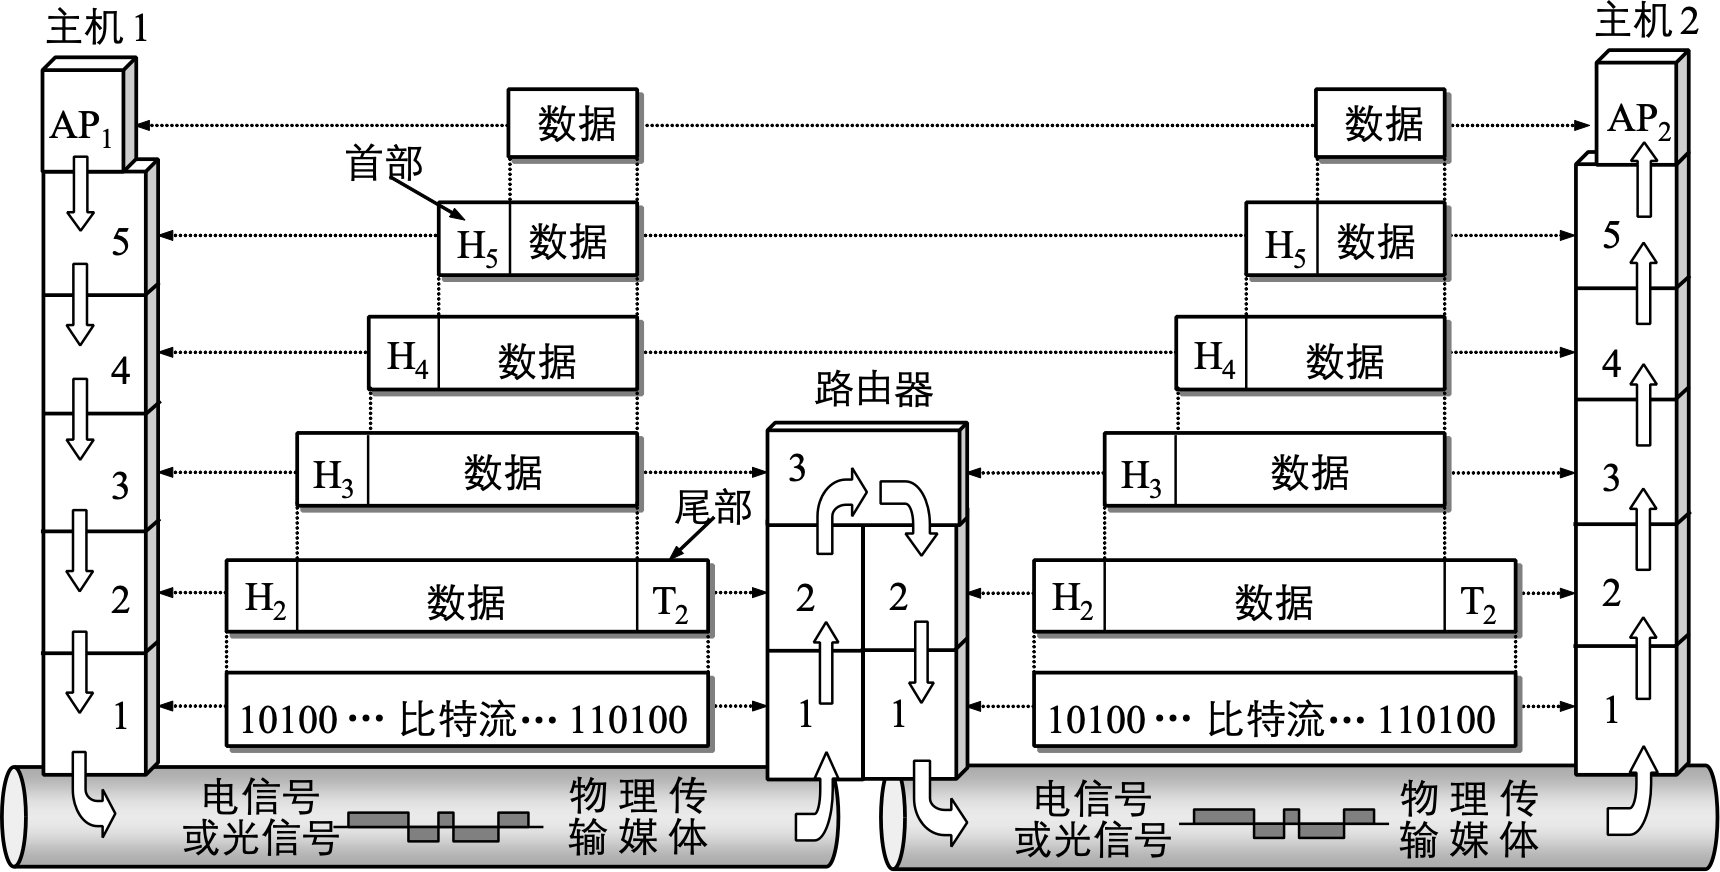 主机 1
主机 2
AP1
数据
数据
AP2
首部
5
H5
数据
H5
数据
5
4
H4
数据
H4
数据
4
路由器
3
H3
数据
3
H3
数据
3
尾部
2
H2
数据
T2
2
2
H2
数据
T2
2
1
10100 ··· 比特流 ··· 110100
1
1
10100 ··· 比特流 ··· 110100
1
电信号
或光信号
物 理 传
输 媒 体
电信号
或光信号
物 理 传
输 媒 体